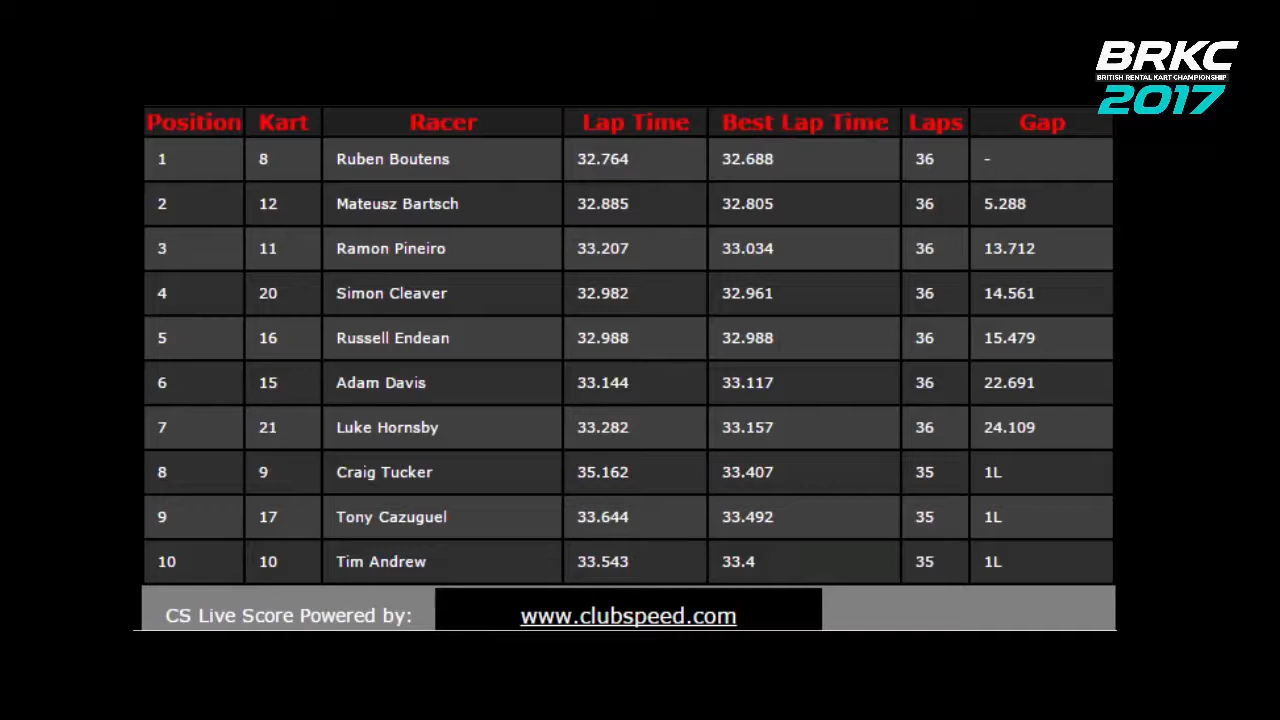 BRKC
BRITISH RENTAL KART CHAMPIONSHIP
2017
Position Kart Racer Lap Time Best Lap Time Laps Gap
1 8 Ruben Boutens 32.764 32.688 36 -
2 12 Mateusz Bartsch 32.885 32.805 36 5.288
3 11 Ramon Pineiro 33.207 33.034 36 13.712
4 20 Simon Cleaver 32.982 32.961 36 14.561
5 16 Russell Endean 32.988 32.988 36 15.479
6 15 Adam Davis 33.144 33.117 36 22.691
7 21 Luke Hornsby 33.282 33.157 36 24.109
8 9 Craig Tucker 35.162 33.407 35 1L
9 17 Tony Cazuguel 33.644 33.492 35 1L
10 10 Tim Andrew 33.543 33.4 35 1L
CS Live Score Powered by: www.clubspeed.com